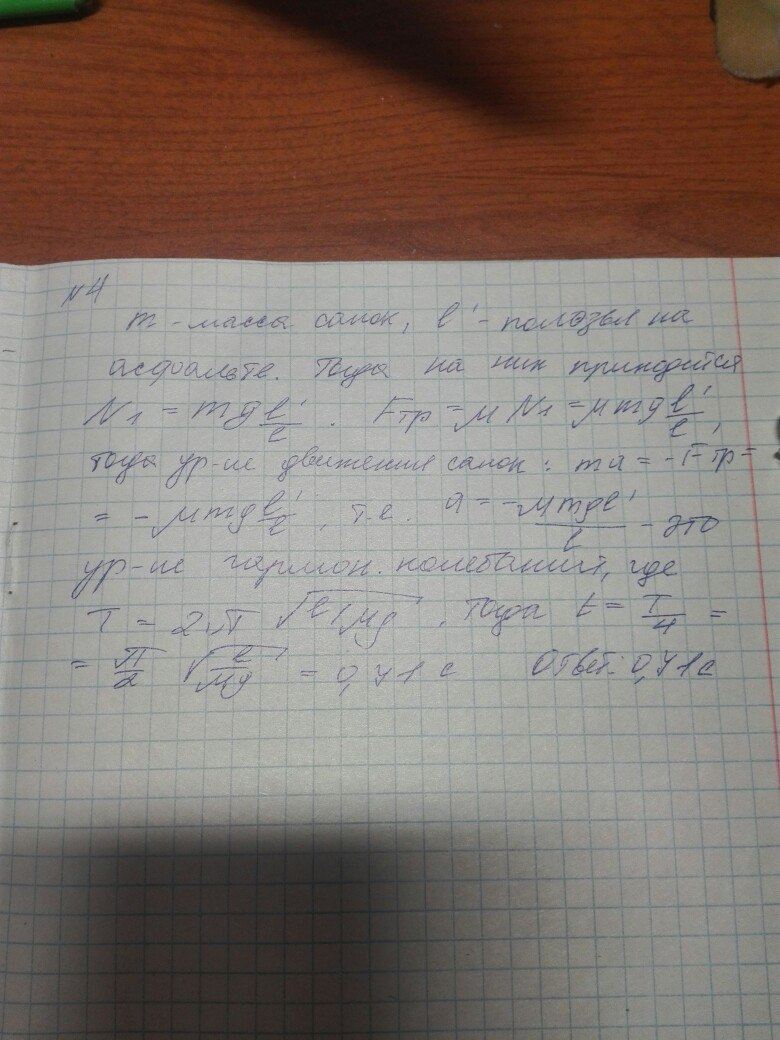 №4
m - масса санок, l' - полозья на
асфальте. Тогда на них приходится
N₁ = mg l'/l. Fтр = μN₁ = μmg l'/l,
тогда ур-ие движения санок: ma = -Fтр =
= -μmg l'/l, т.е. a = -μmgl'/l - это
ур-ие гармон. колебаний, где
T = 2π √(l/μg). Тогда t = T/4 =
= π/2 √(l/μg) = 0,71 с Ответ: 0,71с